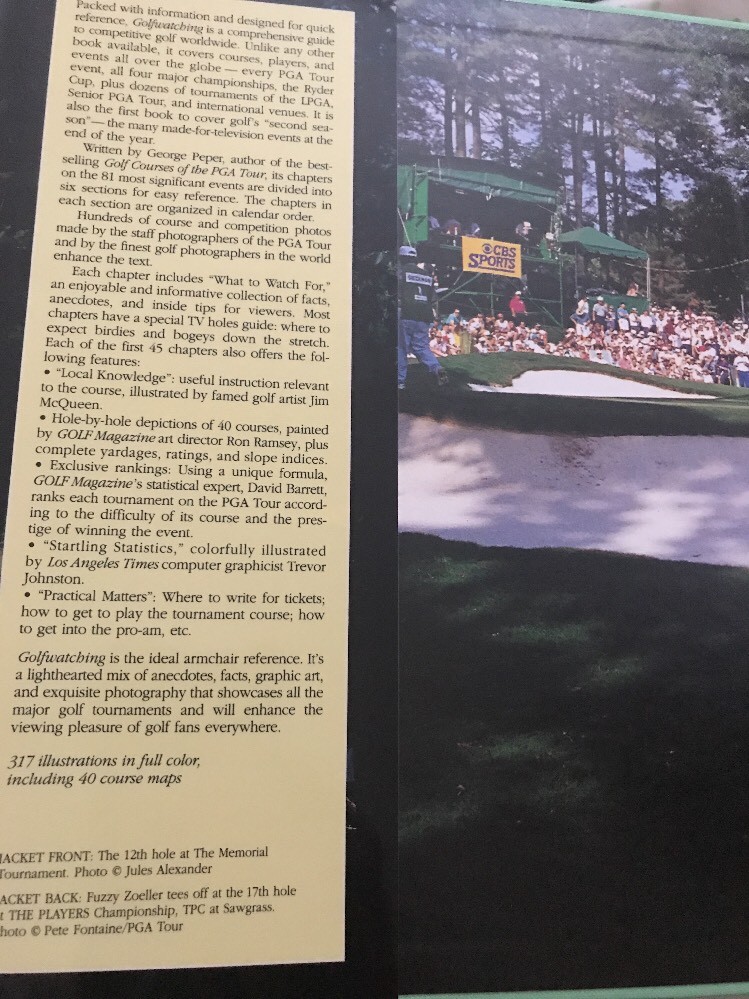 Packed with information and designed for quick
reference, Golfwatching is a comprehensive guide
to competitive golf worldwide. Unlike any other
book available, it covers courses, players, and
events all over the globe — every PGA Tour
event, all four major championships, the Ryder
Cup, plus dozens of tournaments of the LPGA,
Senior PGA Tour, and international venues. It is
also the first book to cover golf's "second sea-
son"— the many made-for-television events at the
end of the year.
Written by George Peper, author of the best-
selling Golf Courses of the PGA Tour, its chapters
on the 81 most significant events are divided into
six sections for easy reference. The chapters in
each section are organized in calendar order.
Hundreds of course and competition photos
made by the staff photographers of the PGA Tour
and by the finest golf photographers in the world
enhance the text.
Each chapter includes "What to Watch For,"
an enjoyable and informative collection of facts,
anecdotes, and inside tips for viewers. Most
chapters have a special TV holes guide: where to
expect birdies and bogeys down the stretch.
Each of the first 45 chapters also offers the fol-
lowing features:
• "Local Knowledge": useful instruction relevant
to the course, illustrated by famed golf artist Jim
McQueen.
• Hole-by-hole depictions of 40 courses, painted
by GOLF Magazine art director Ron Ramsey, plus
complete yardages, ratings, and slope indices.
• Exclusive rankings: Using a unique formula,
GOLF Magazine's statistical expert, David Barrett,
ranks each tournament on the PGA Tour accord-
ing to the difficulty of its course and the pres-
tige of winning the event.
• "Startling Statistics," colorfully illustrated
by Los Angeles Times computer graphicist Trevor
Johnston.
• "Practical Matters": Where to write for tickets;
how to get to play the tournament course; how
to get into the pro-am, etc.
Golfwatching is the ideal armchair reference. It's
a lighthearted mix of anecdotes, facts, graphic art,
and exquisite photography that showcases all the
major golf tournaments and will enhance the
viewing pleasure of golf fans everywhere.
317 illustrations in full color,
including 40 course maps
JACKET FRONT: The 12th hole at The Memorial
Tournament. Photo © Jules Alexander
ACKET BACK: Fuzzy Zoeller tees off at the 17th hole
t THE PLAYERS Championship, TPC at Sawgrass.
hoto © Pete Fontaine/PGA Tour
CBS
SPORTS